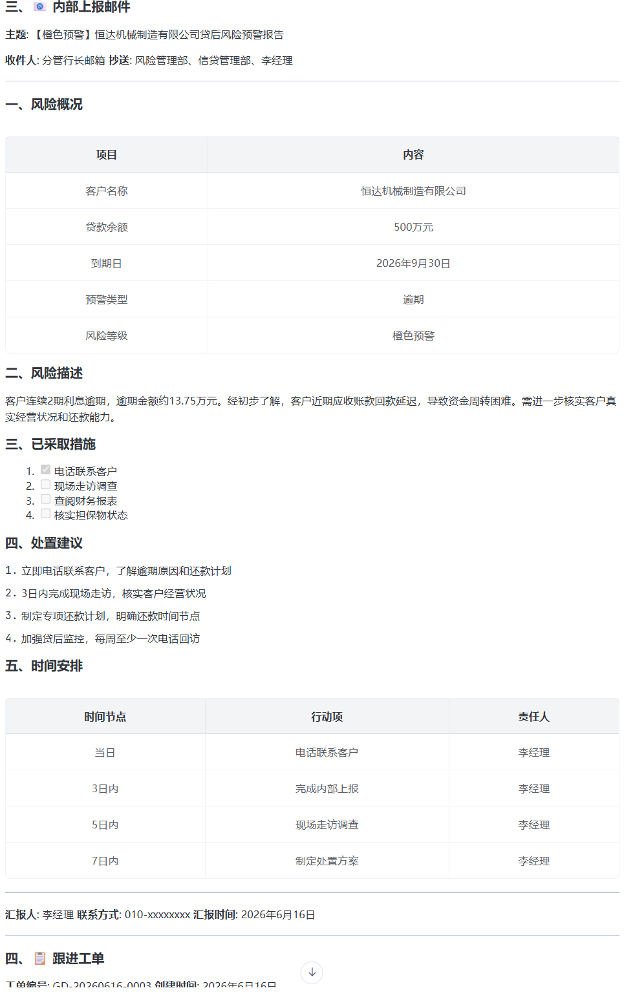 三、 内部上报邮件
主题: 【橙色预警】恒达机械制造有限公司贷后风险预警报告
收件人: 分管行长邮箱 抄送: 风险管理部、信贷管理部、李经理
一、风险概况
项目 内容
客户名称 恒达机械制造有限公司
贷款余额 500万元
到期日 2026年9月30日
预警类型 逾期
风险等级 橙色预警
二、风险描述
客户连续2期利息逾期，逾期金额约13.75万元。经初步了解，客户近期应收账款回款延迟，导致资金周转困难。需进一步核实客户真
实经营状况和还款能力。
三、已采取措施
1. 电话联系客户
2. 现场走访调查
3. 查阅财务报表
4. 核实担保物状态
四、处置建议
1. 立即电话联系客户，了解逾期原因和还款计划
2. 3日内完成现场走访，核实客户经营状况
3. 制定专项还款计划，明确还款时间节点
4. 加强贷后监控，每周至少一次电话回访
五、时间安排
时间节点 行动项 责任人
当日 电话联系客户 李经理
3日内 完成内部上报 李经理
5日内 现场走访调查 李经理
7日内 制定处置方案 李经理
汇报人: 李经理 联系方式: 010-xxxxxxxx 汇报时间: 2026年6月16日
四、 跟进工单
工单编号: GD-20260616-0003 创建时间: 2026年6月16日